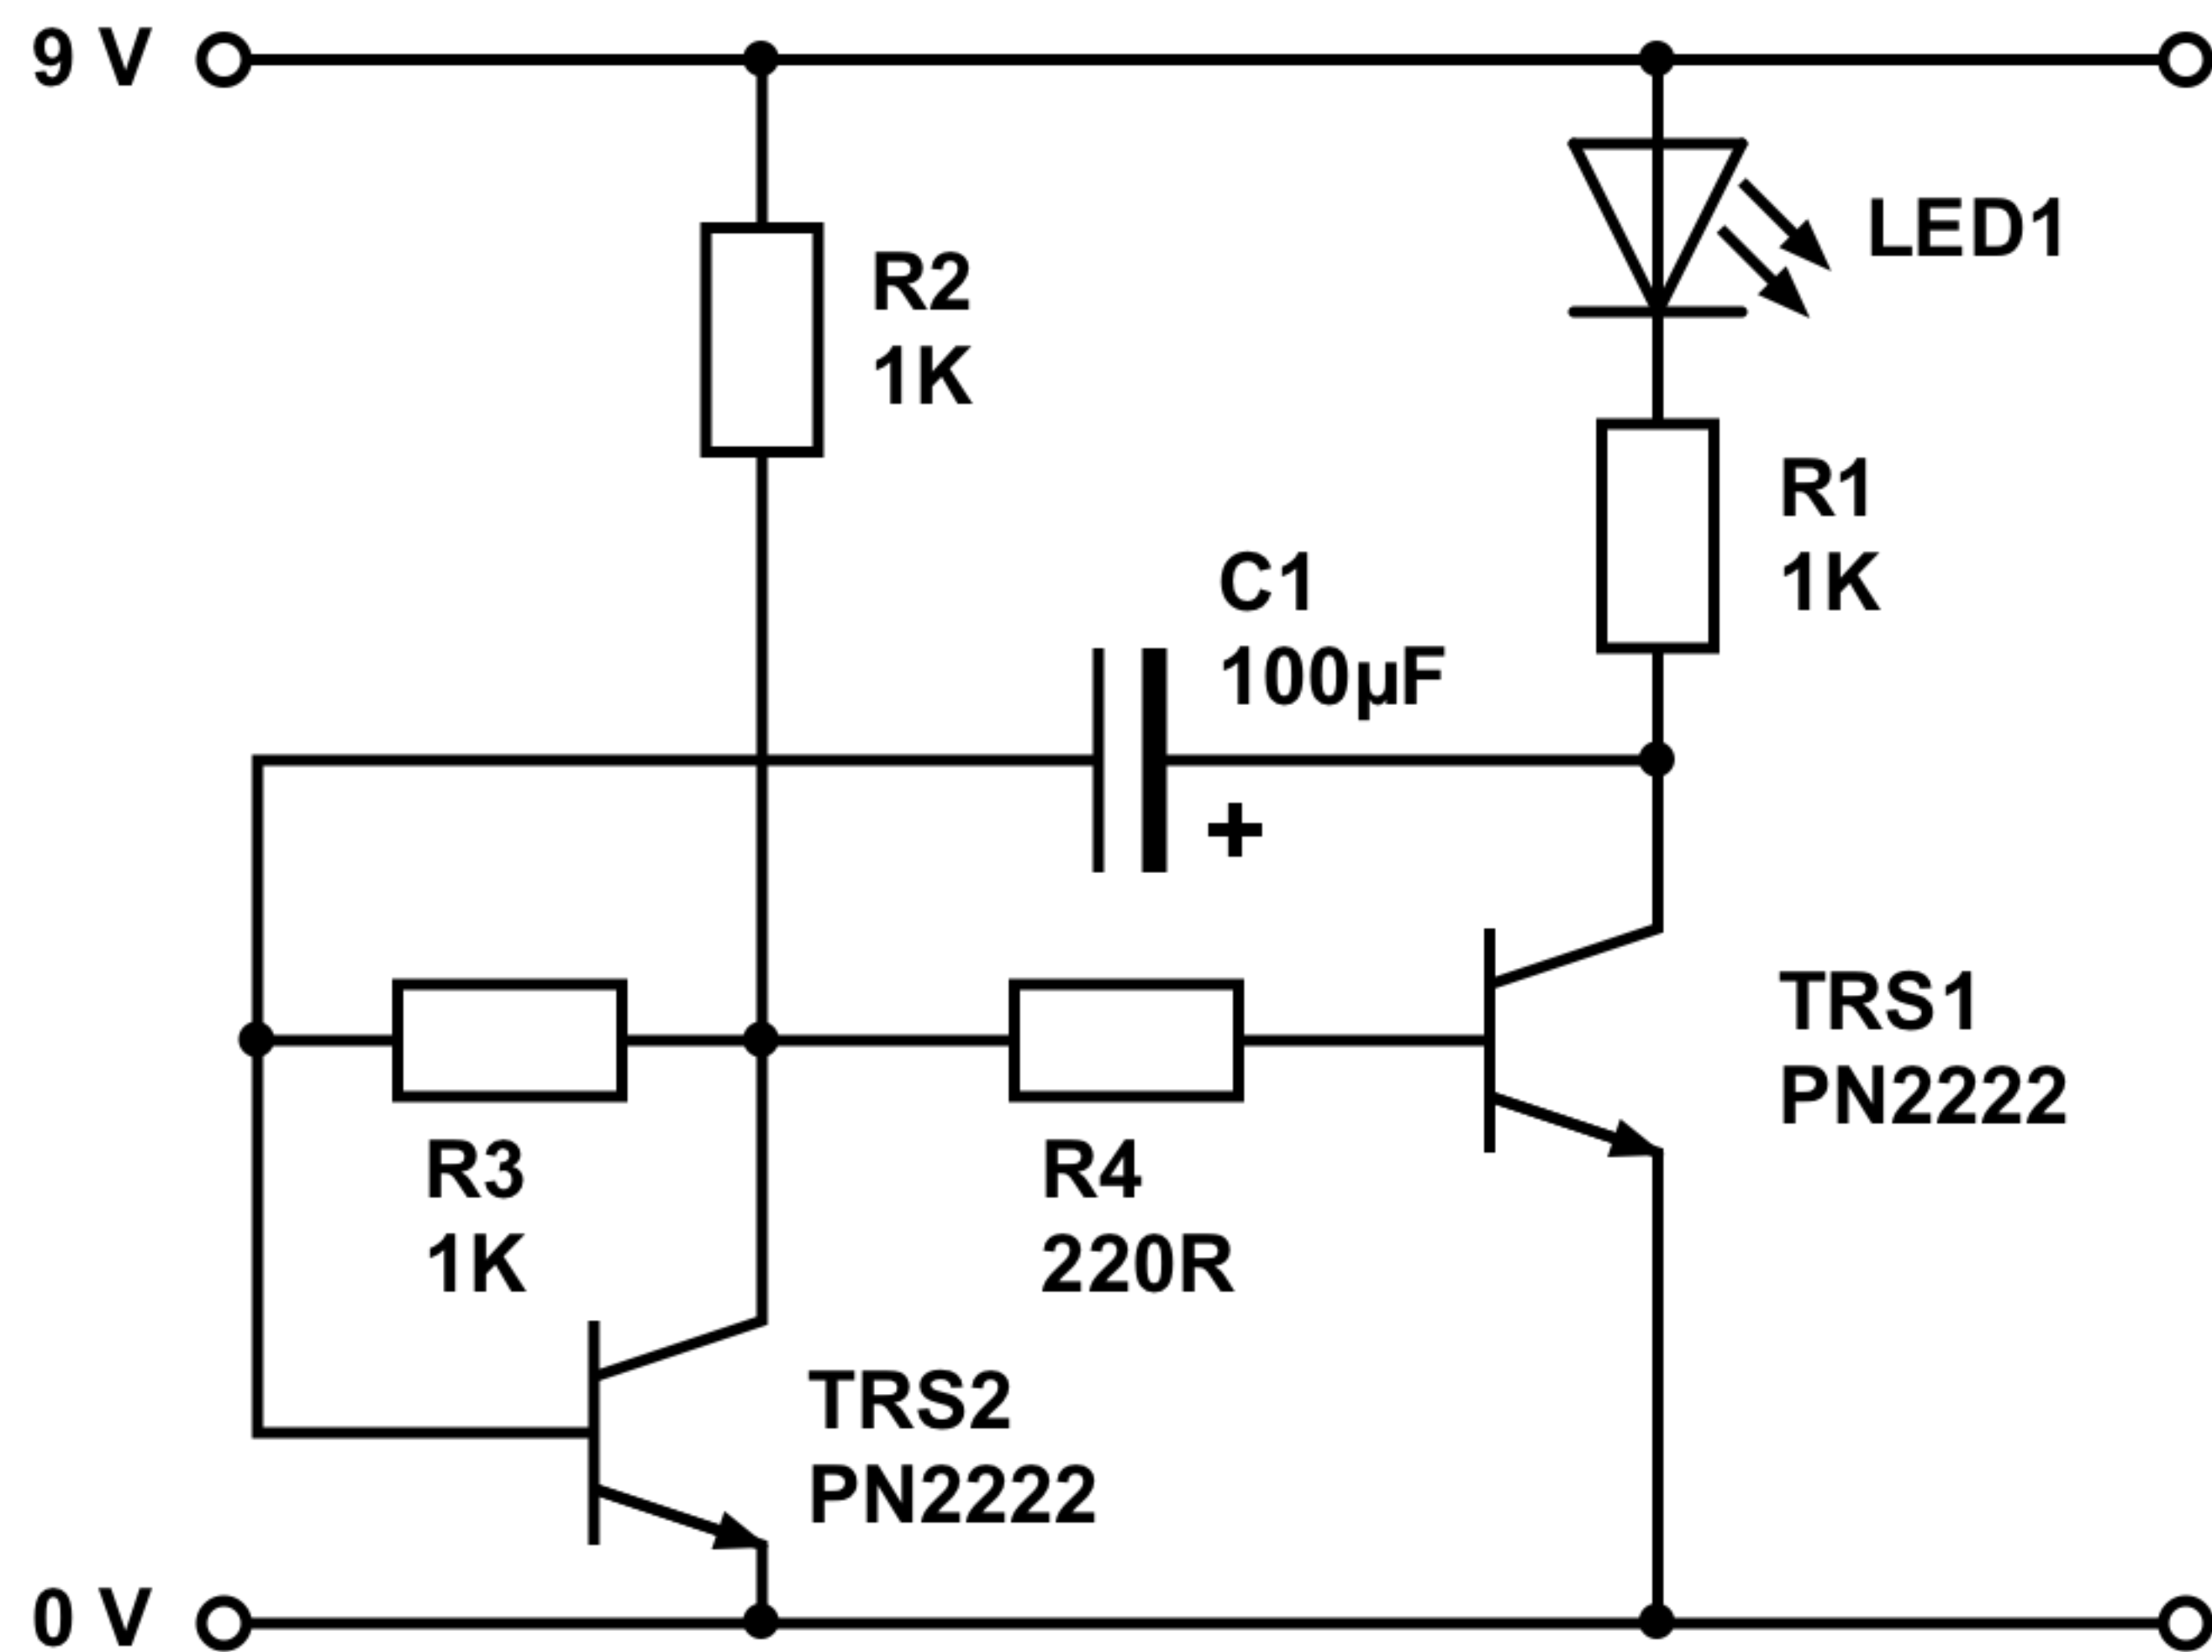 9 V
R2
1K
LED1
R1
1K
C1
100µF
+
R3
1K
R4
220R
TRS1
PN2222
TRS2
PN2222
0 V